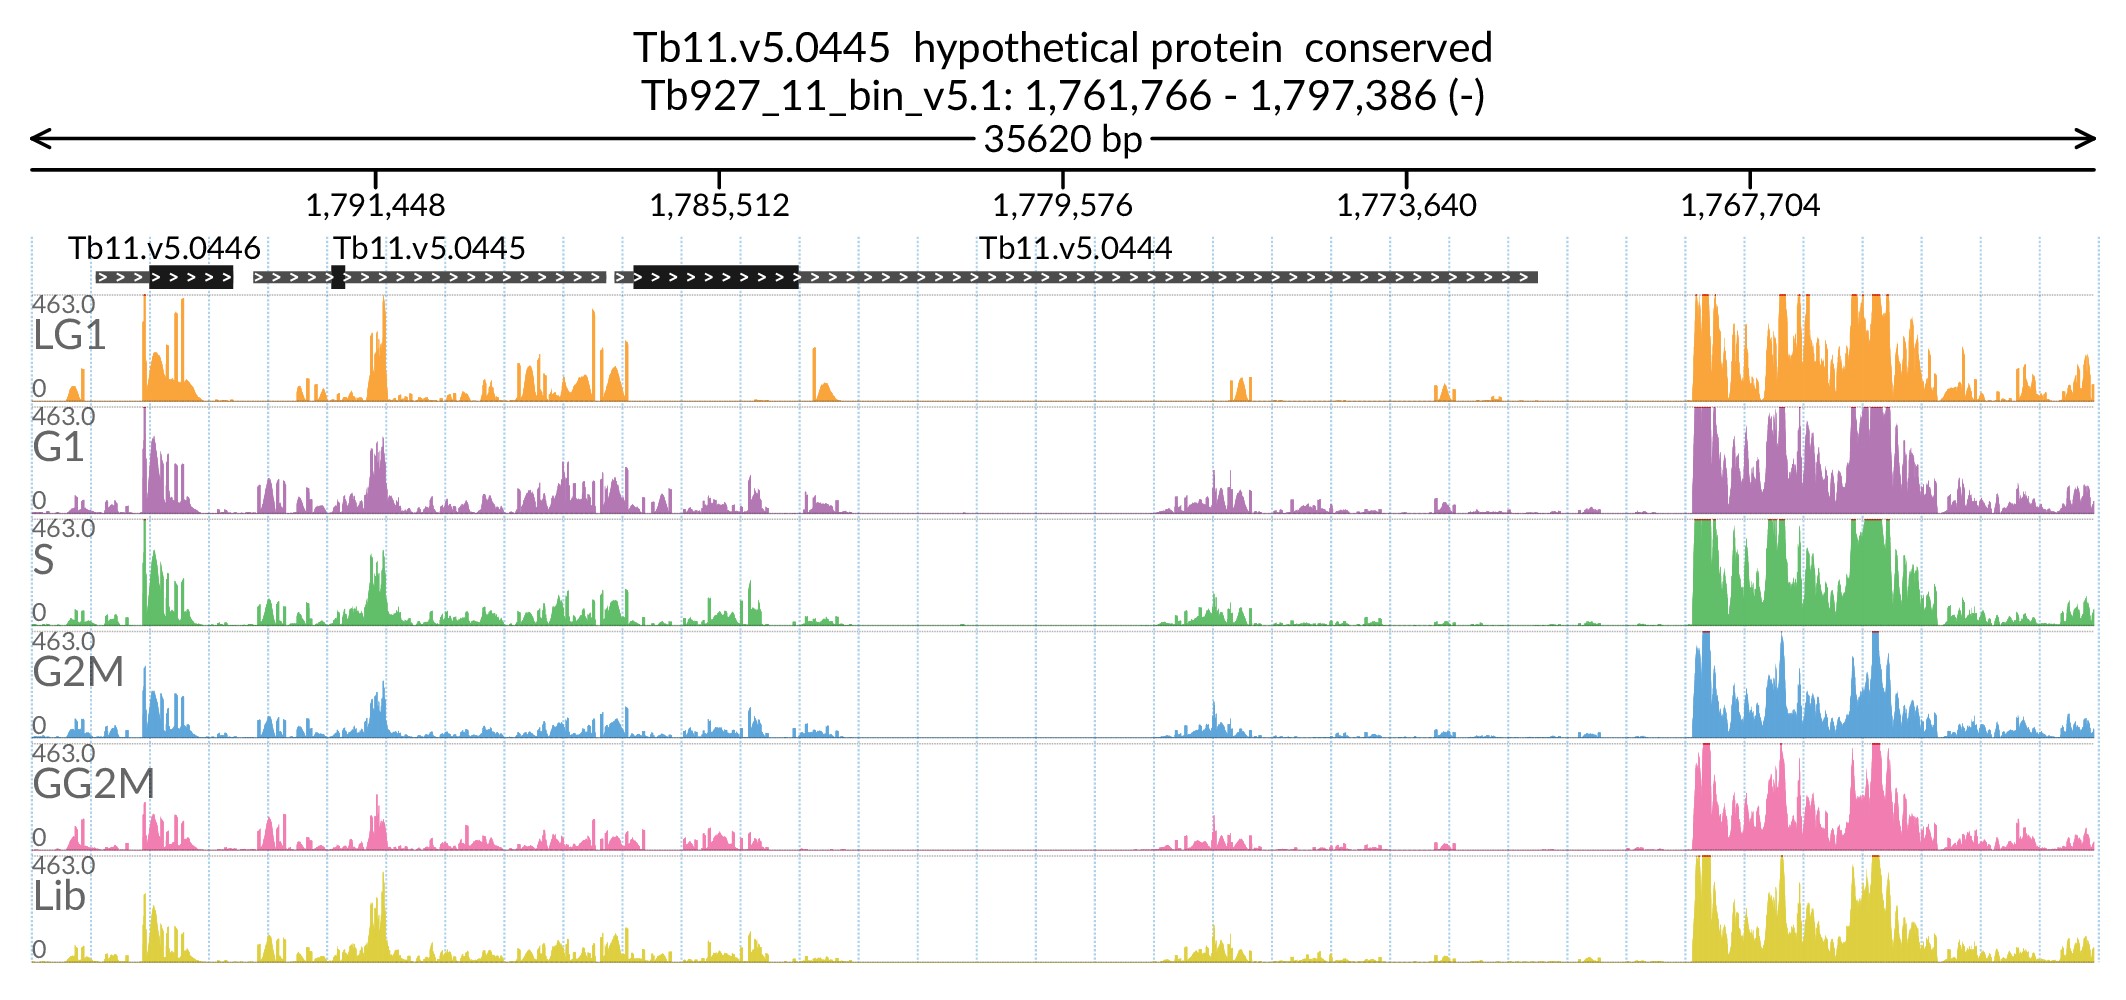 Tb11.v5.0445  hypothetical protein  conserved
Tb927_11_bin_v5.1: 1,761,766 - 1,797,386 (-)
35620 bp
1,791,448 1,785,512 1,779,576 1,773,640 1,767,704
Tb11.v5.0446 Tb11.v5.0445 Tb11.v5.0444
463.0
LG1
0
463.0
G1
0
463.0
S
0
463.0
G2M
0
463.0
GG2M
0
463.0
Lib
0